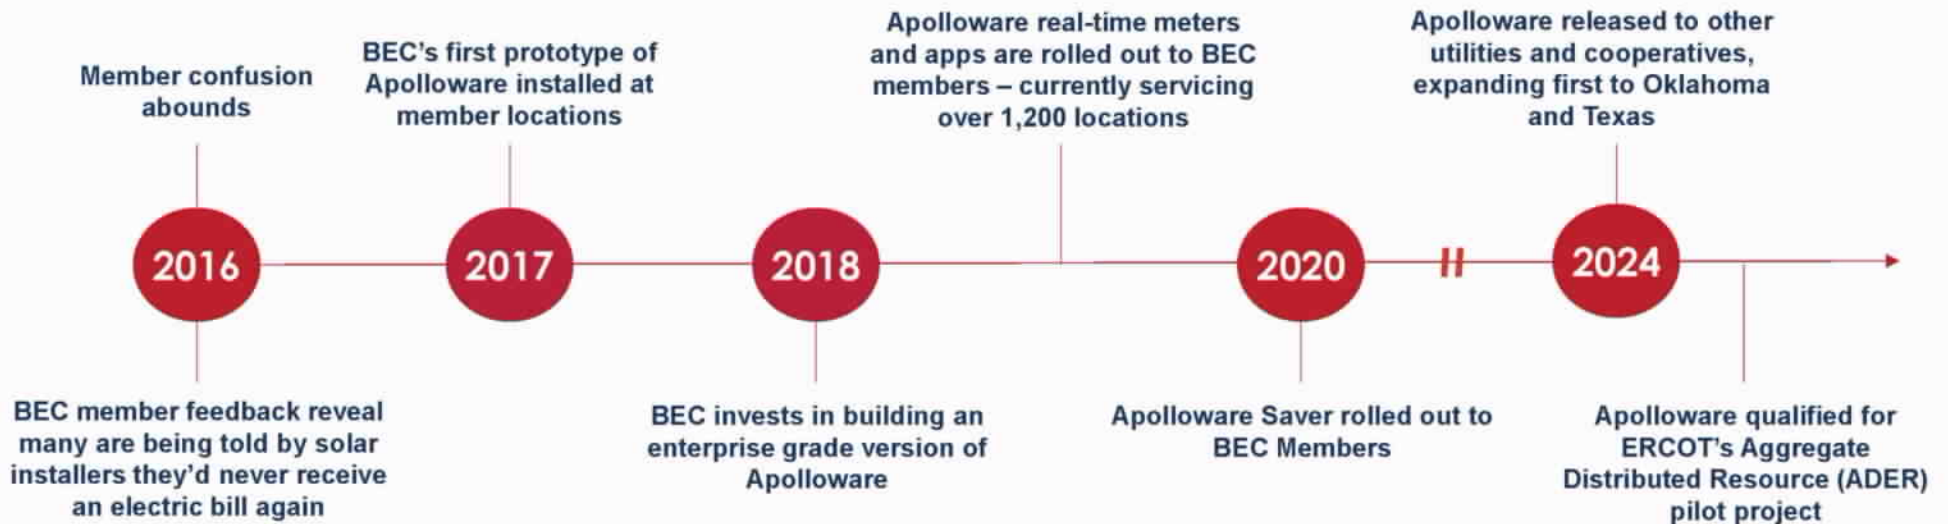 Member confusion
abounds
BEC's first prototype of
Apolloware installed at
member locations
Apolloware real-time meters
and apps are rolled out to BEC
members – currently servicing
over 1,200 locations
Apolloware released to other
utilities and cooperatives,
expanding first to Oklahoma
and Texas
2016
2017
2018
2020
2024
BEC member feedback reveal
many are being told by solar
installers they'd never receive
an electric bill again
BEC invests in building an
enterprise grade version of
Apolloware
Apolloware Saver rolled out to
BEC Members
Apolloware qualified for
ERCOT's Aggregate
Distributed Resource (ADER)
pilot project